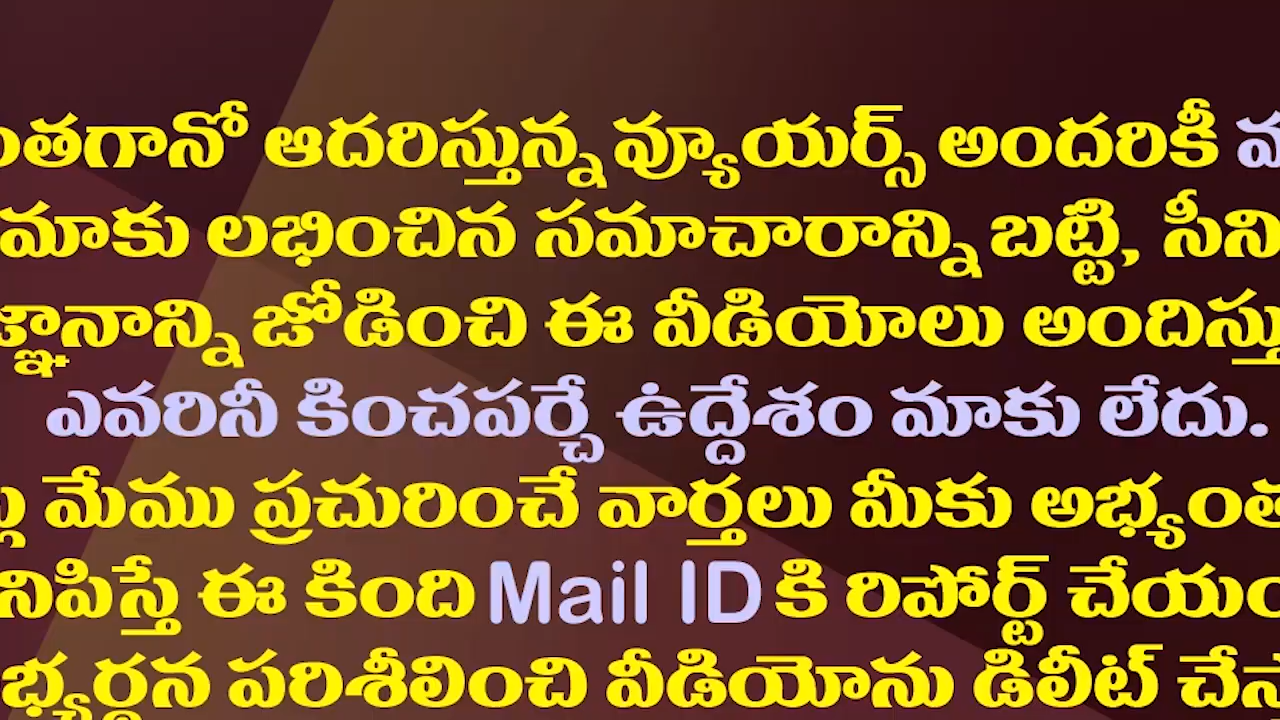 ంతగానో ఆదరిస్తున్న వ్యూయర్స్ అందరికీ
మాకు లభించిన సమాచారాన్ని బట్టి, సీని
జ్ఞానాన్ని జోడించి ఈ వీడియోలు అందిస్తు
ఎవరినీ కించపర్చే ఉద్దేశం మాకు లేదు.
మేము ప్రచురించే వార్తలు మీకు అభ్యంత
నిపిస్తే ఈ కింది Mail ID కి రిపోర్ట్ చేయం
భ్యర్థన పరిశీలించి వీడియోను డిలీట్ చేస